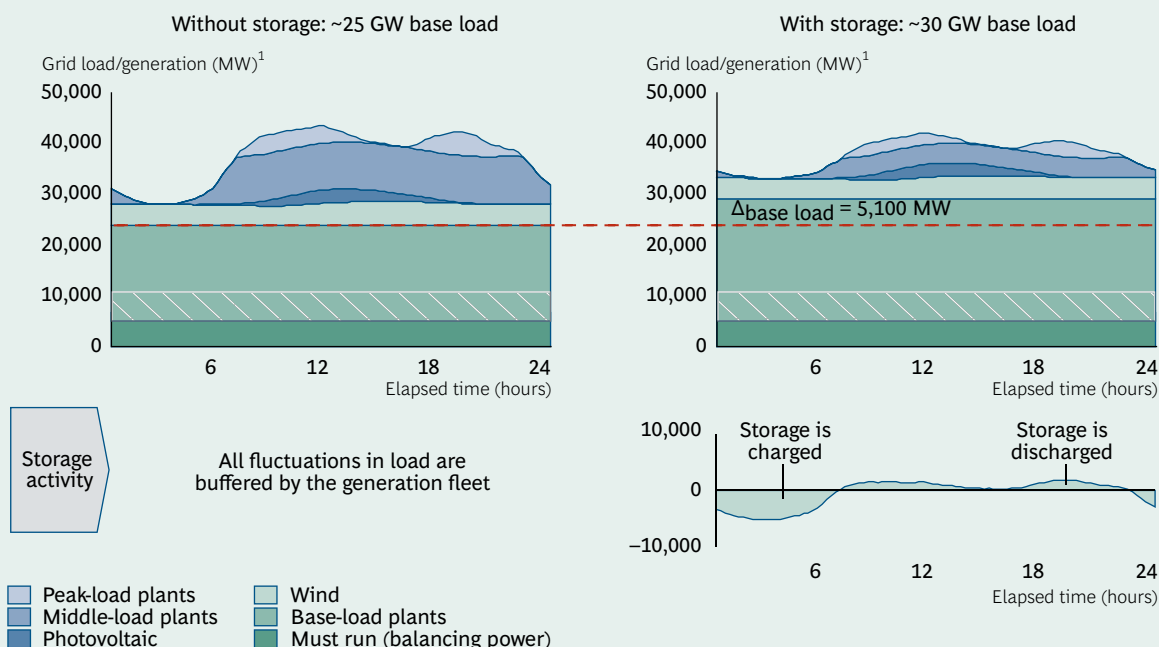 Without storage: ~25 GW base load
Grid load/generation (MW)¹
50,000
40,000
30,000
20,000
10,000
0
6 12 18 24
Elapsed time (hours)
With storage: ~30 GW base load
Grid load/generation (MW)¹
50,000
40,000
30,000
20,000
10,000
0
Δbase load = 5,100 MW
6 12 18 24
Elapsed time (hours)
Storage
activity
All fluctuations in load are
buffered by the generation fleet
10,000
0
–10,000
Storage is
charged
Storage is
discharged
6 12 18 24
Elapsed time (hours)
Peak-load plants
Middle-load plants
Photovoltaic
Wind
Base-load plants
Must run (balancing power)